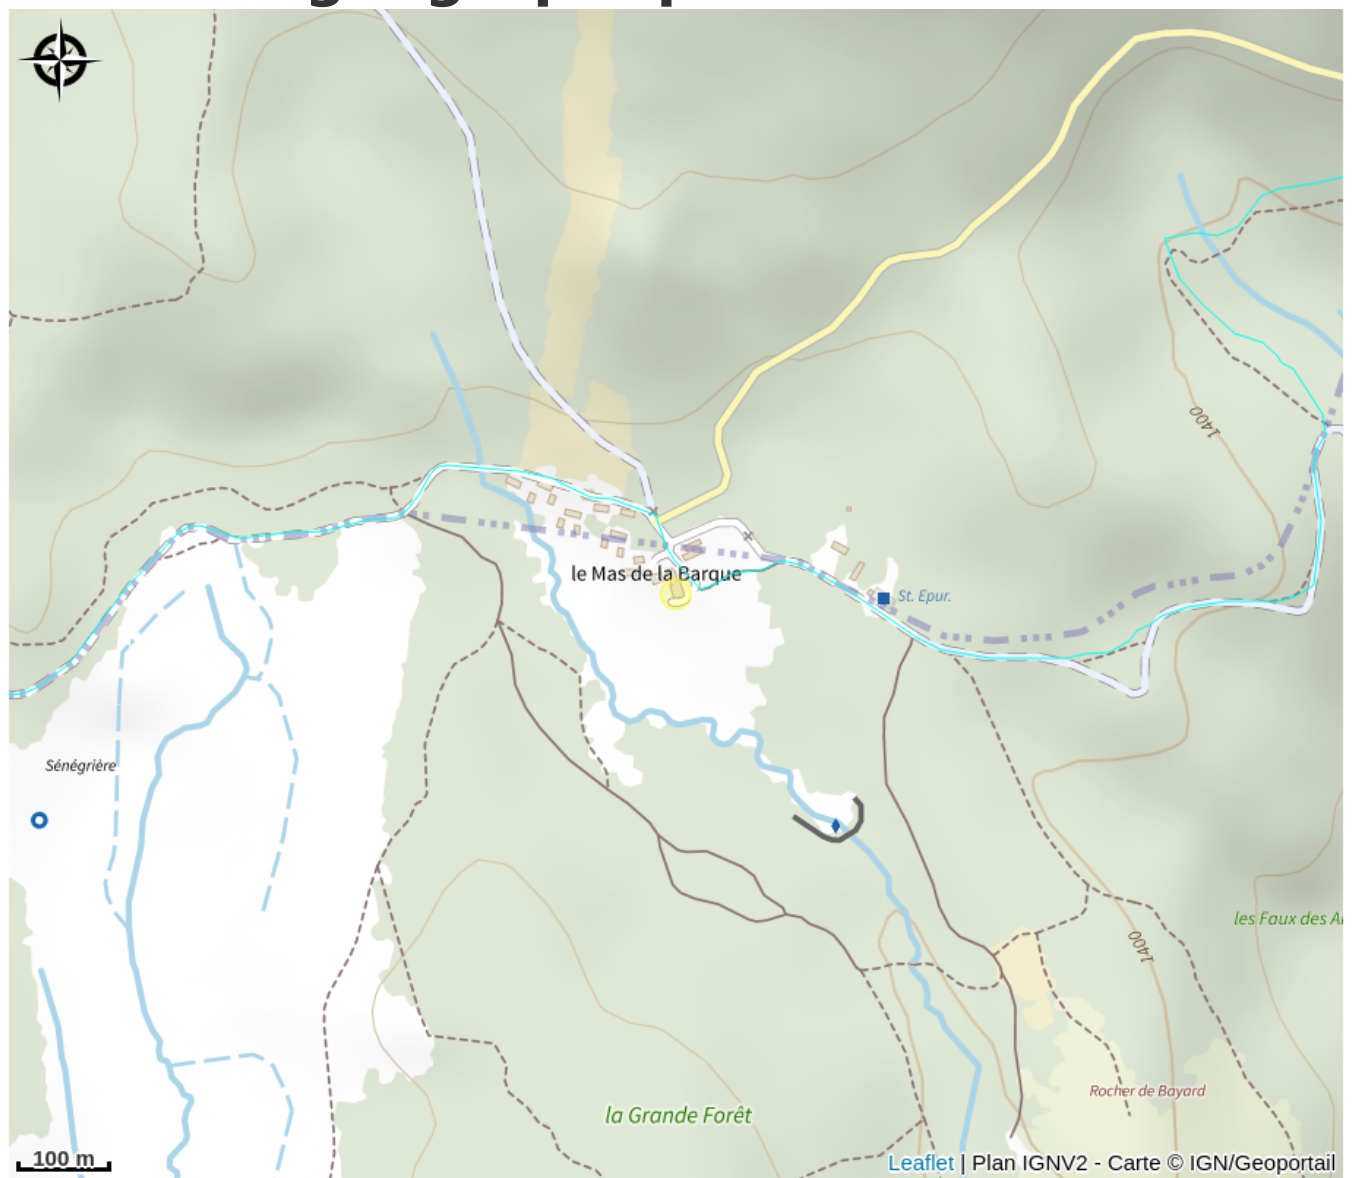 1400
le Mas de la Barque
St. Epur.
Sénégrière
les Faux des
1400
Rocher de Bayard
la Grande Forêt
100 m
Leaflet | Plan IGNV2 - Carte © IGN/Geoportail